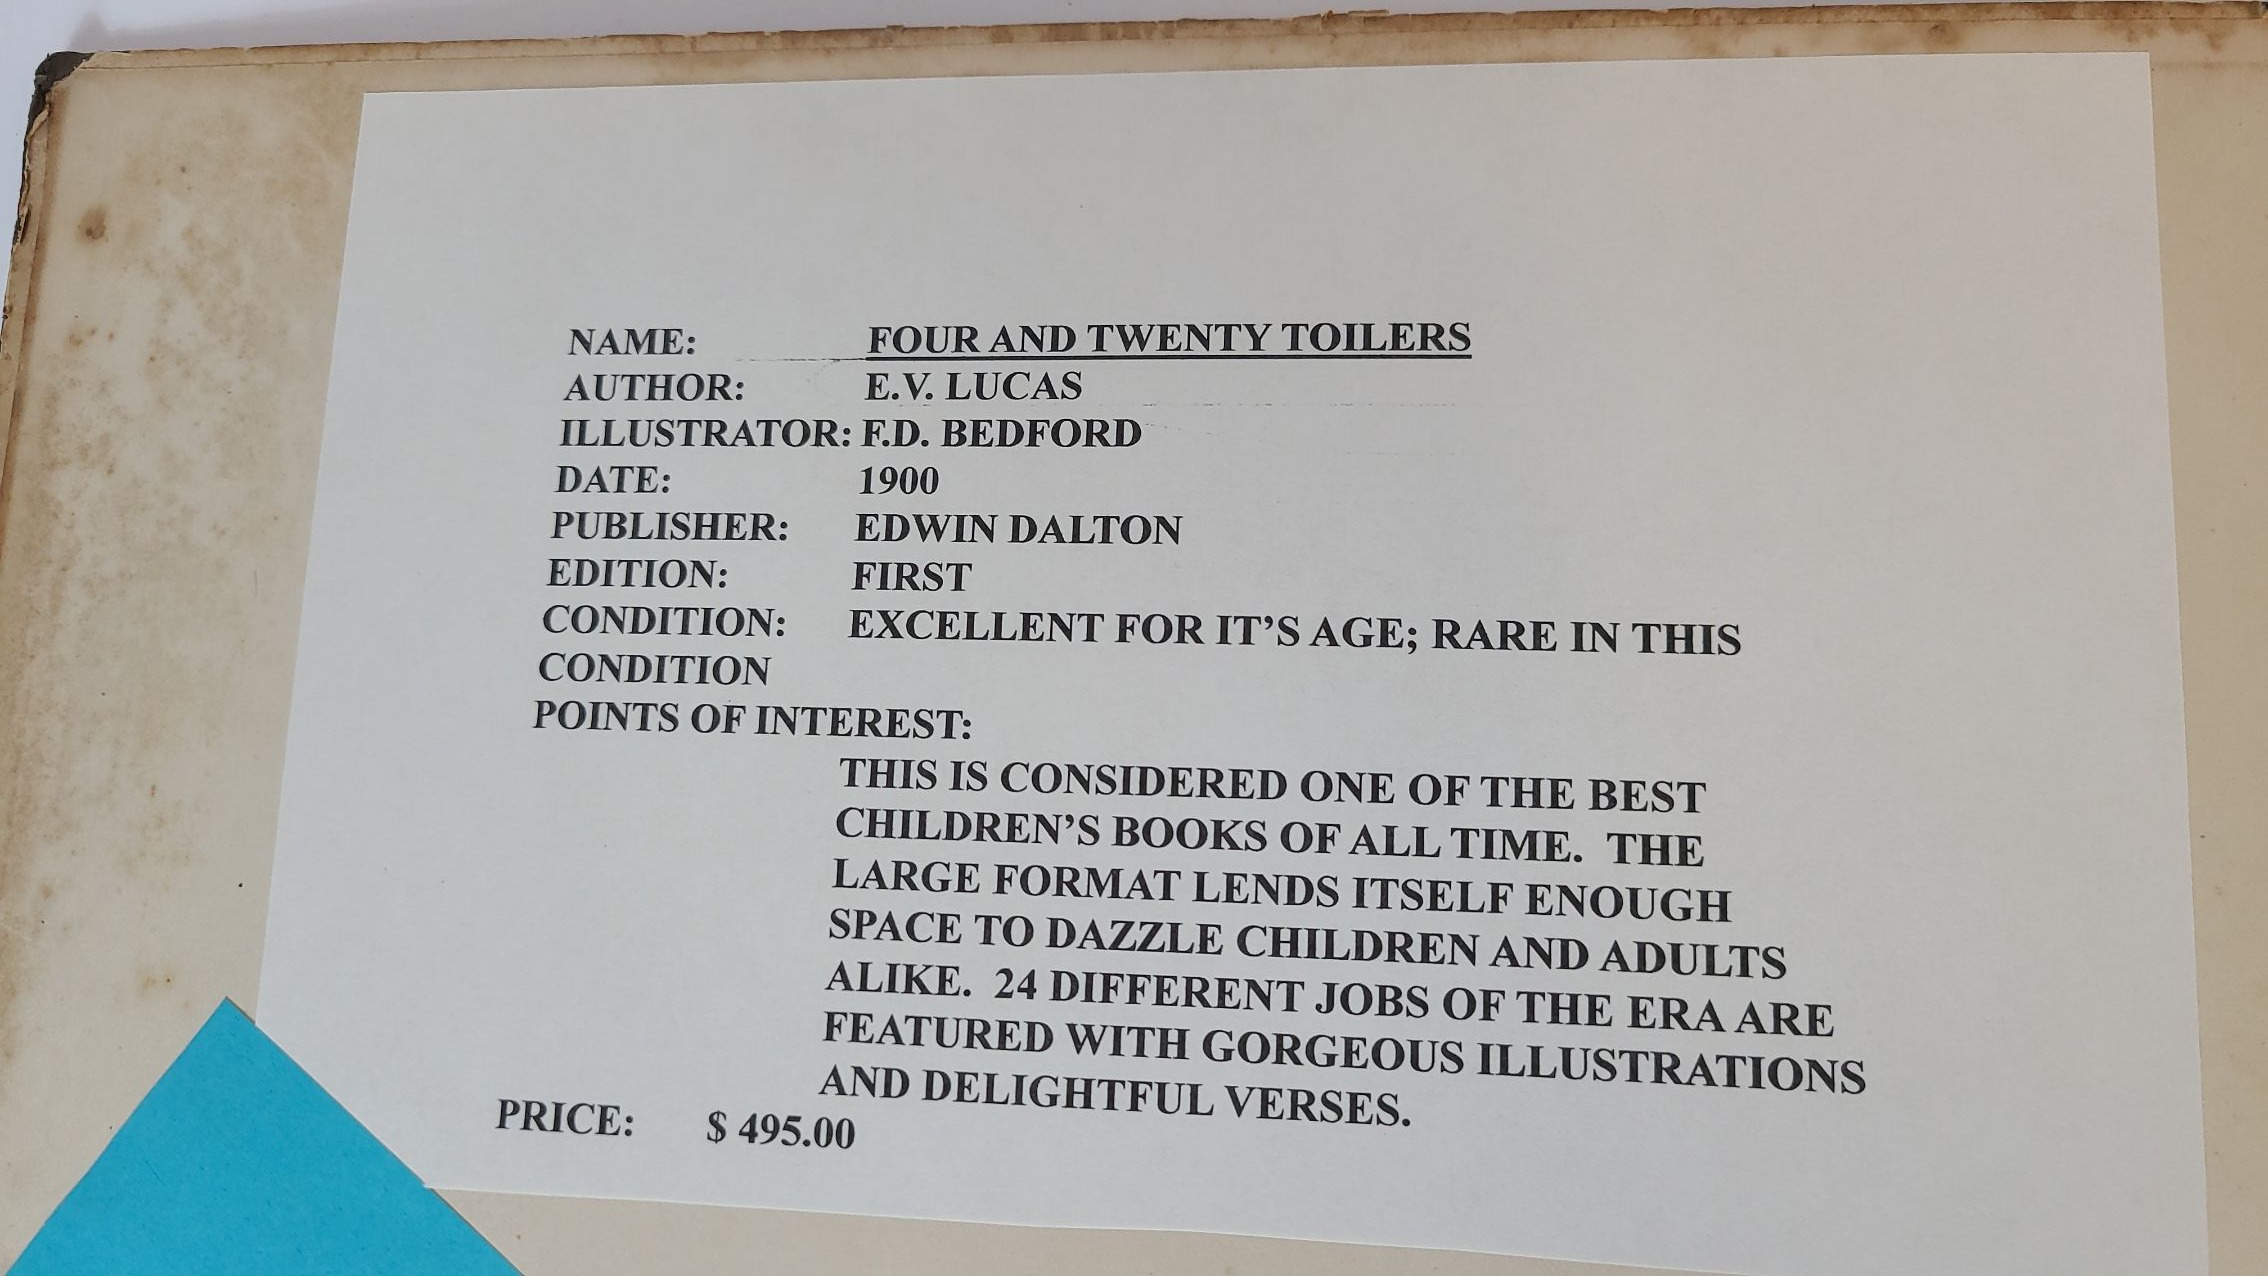 NAME: FOUR AND TWENTY TOILERS
AUTHOR: E.V. LUCAS
ILLUSTRATOR: F.D. BEDFORD
DATE: 1900
PUBLISHER: EDWIN DALTON
EDITION: FIRST
CONDITION: EXCELLENT FOR IT'S AGE; RARE IN THIS
CONDITION
POINTS OF INTEREST:
THIS IS CONSIDERED ONE OF THE BEST
CHILDREN'S BOOKS OF ALL TIME. THE
LARGE FORMAT LENDS ITSELF ENOUGH
SPACE TO DAZZLE CHILDREN AND ADULTS
ALIKE. 24 DIFFERENT JOBS OF THE ERA ARE
FEATURED WITH GORGEOUS ILLUSTRATIONS
AND DELIGHTFUL VERSES.
PRICE: $ 495.00